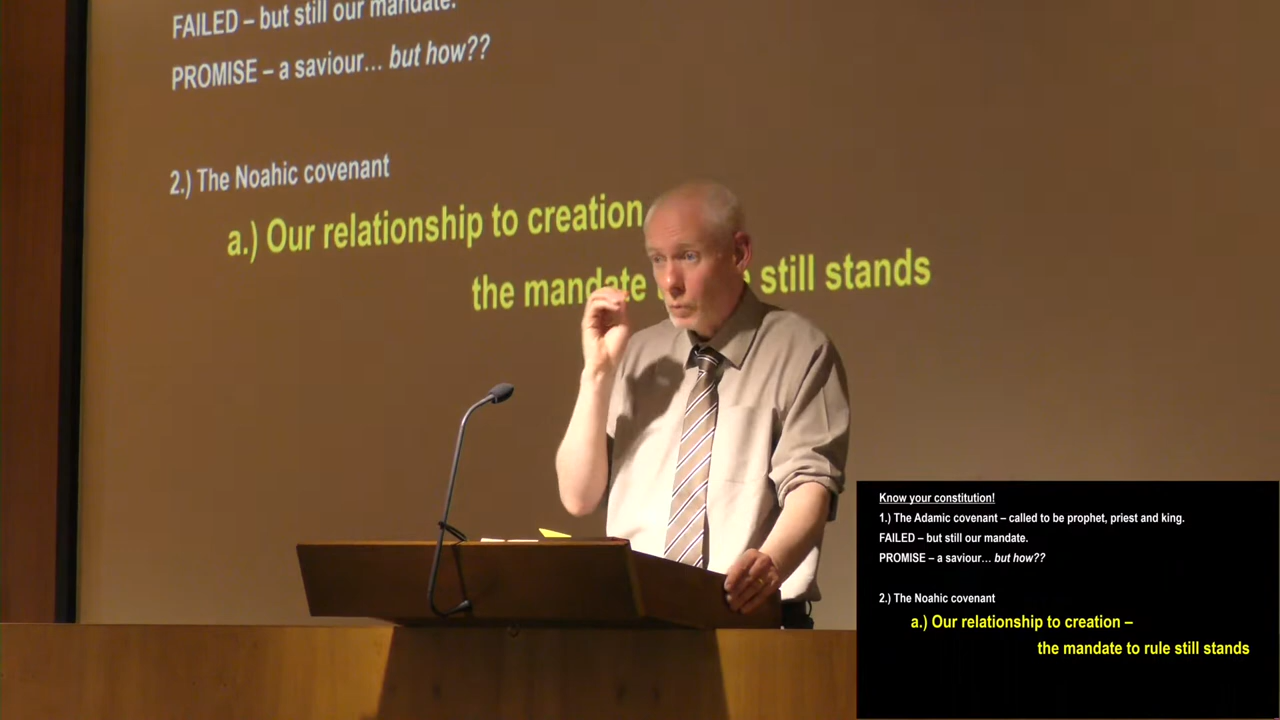 FAILED – but still our mandate.
PROMISE – a saviour... but how??
2.) The Noahic covenant
a.) Our relationship to creation
the mandate still stands
Know your constitution!
1.) The Adamic covenant – called to be prophet, priest and king.
FAILED – but still our mandate.
PROMISE – a saviour... but how??
2.) The Noahic covenant
a.) Our relationship to creation –
the mandate to rule still stands